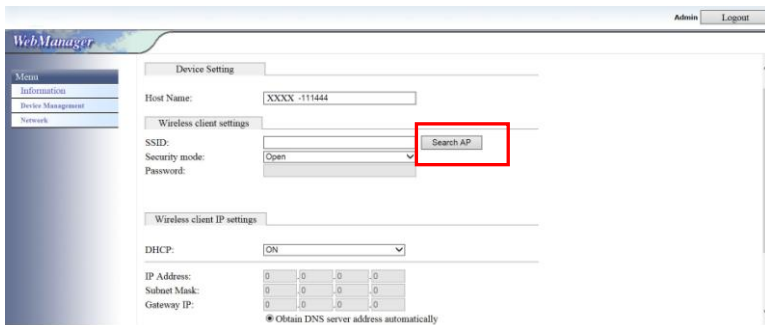 Admin Logout
WebManager
Menu
Information
Device Management
Network
Device Setting
Host Name: XXXX -111444
Wireless client settings
SSID: Search AP
Security mode: Open
Password:
Wireless client IP settings
DHCP: ON
IP Address: 0 .0 .0 .0
Subnet Mask: 0 .0 .0 .0
Gateway IP: 0 .0 .0 .0
Obtain DNS server address automatically